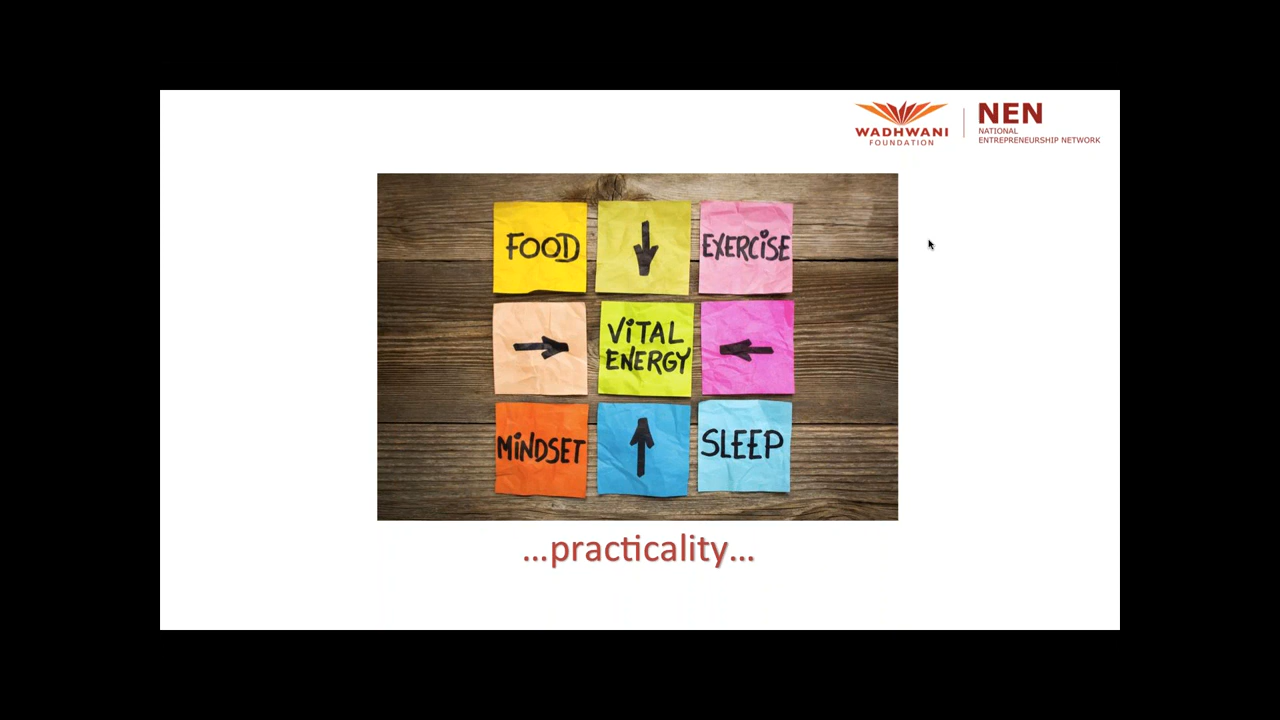 WADHWANI
FOUNDATION
NEN
NATIONAL
ENTREPRENEURSHIP NETWORK
FOOD
EXERCISE
VITAL
ENERGY
MINDSET
SLEEP
...practicality...